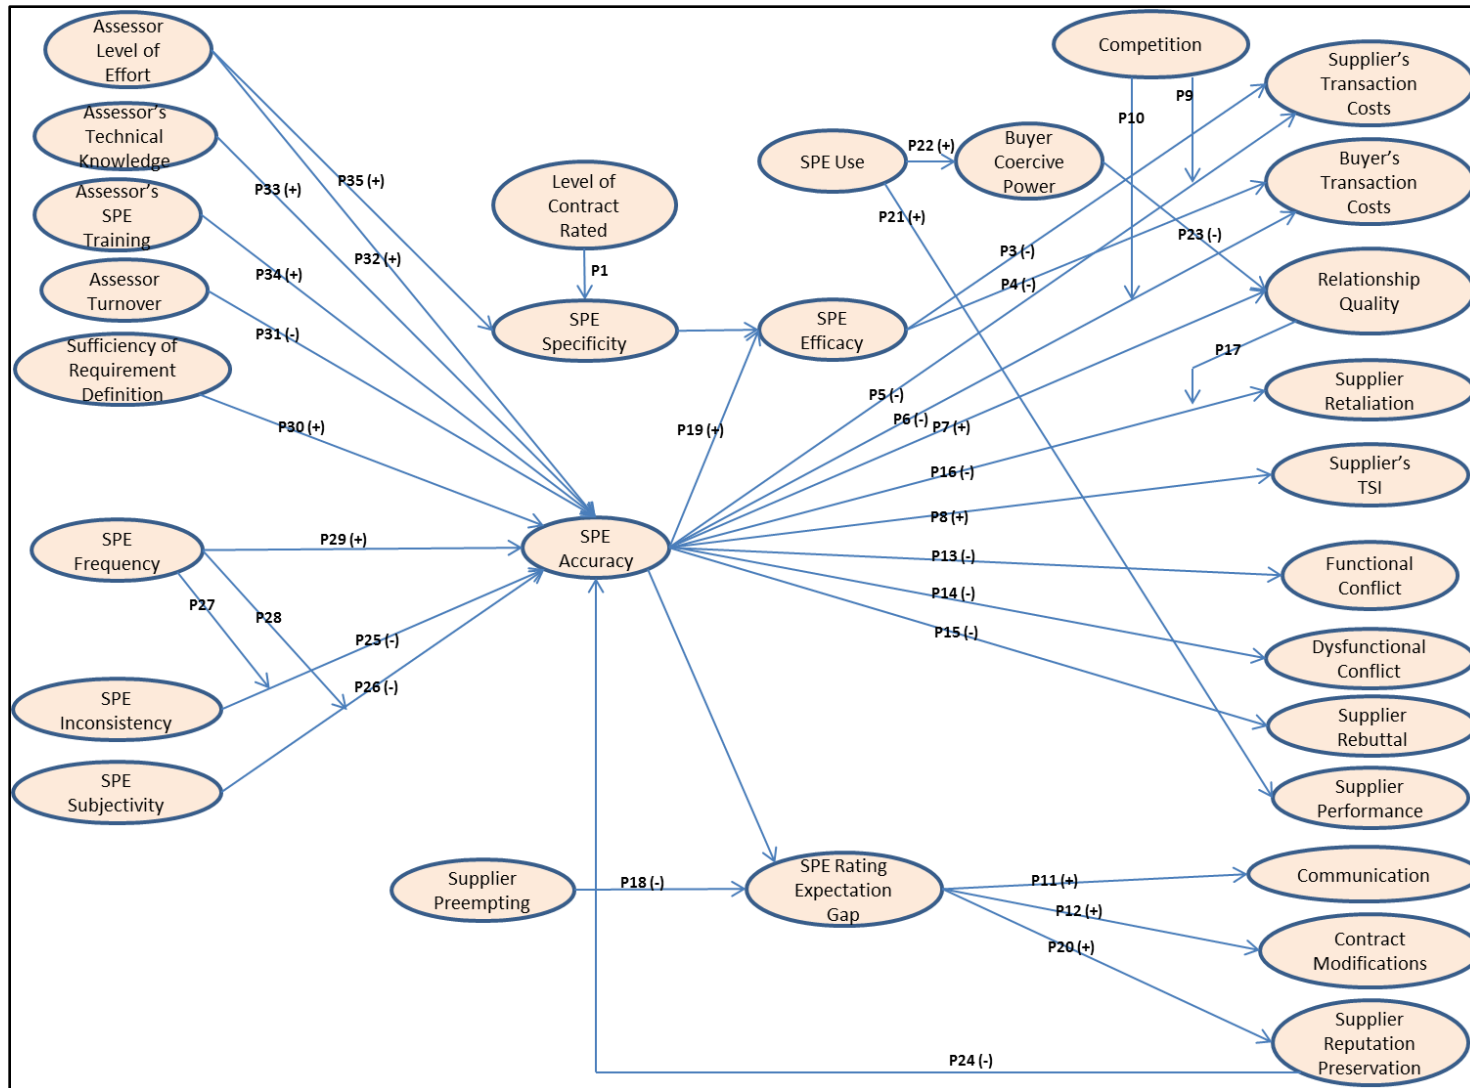 Assessor
Level of
Effort
Assessor's
Technical
Knowledge
Assessor's
SPE
Training
Assessor
Turnover
Sufficiency of
Requirement
Definition
SPE
Frequency
SPE
Inconsistency
SPE
Subjectivity
P35 (+)
P33 (+)
P32 (+)
P34 (+)
P31 (-)
P30 (+)
P29 (+)
P27
P28
P25 (-)
P26 (-)
Level of
Contract
Rated
P1
SPE
Specificity
SPE
Accuracy
Supplier
Preempting
P18 (-)
SPE Rating
Expectation
Gap
P19 (+)
SPE
Efficacy
SPE Use
P22 (+)
Buyer
Coercive
Power
P21 (+)
Competition
P10
P9
P3 (-)
P4 (-)
P23 (-)
P5 (-)
P6 (-)
P7 (+)
P17
P16 (-)
P8 (+)
P13 (-)
P14 (-)
P15 (-)
P11 (+)
P12 (+)
P20 (+)
P24 (-)
Supplier's
Transaction
Costs
Buyer's
Transaction
Costs
Relationship
Quality
Supplier
Retaliation
Supplier's
TSI
Functional
Conflict
Dysfunctional
Conflict
Supplier
Rebuttal
Supplier
Performance
Communication
Contract
Modifications
Supplier
Reputation
Preservation